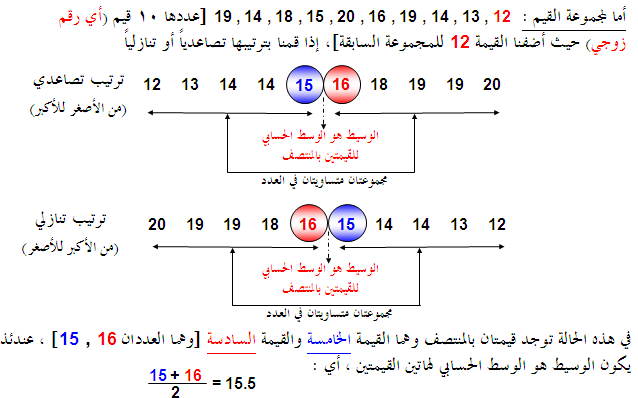 أما لمجموعة القيم : 12 , 13 , 14 , 19 , 16 , 20 , 15 , 18 , 14 , 19 [عددها ١٠ قيم (أي رقم
زوجي) حيث أضفنا القيمة 12 للمجموعة السابقة] ، إذا قمنا بترتيبها تصاعدياً أو تنازلياً
ترتيب تصاعدي
(من الأصغر للأكبر)
12 13 14 14 15 16 18 19 19 20
الوسيط هو الوسط الحسابي
للقيمتين بالمنتصف
مجموعتان متساويتان في العدد
ترتيب تنازلي
(من الأكبر للأصغر)
20 19 19 18 16 15 14 14 13 12
الوسيط هو الوسط الحسابي
للقيمتين بالمنتصف
مجموعتان متساويتان في العدد
في هذه الحالة توجد قيمتان بالمنتصف وهما القيمة الخامسة والقيمة السادسة [وهما العددان 16 , 15] ، عندئذ
يكون الوسيط هو الوسط الحسابي لهاتين القيمتين ، أي :
15 + 16
2
= 15.5